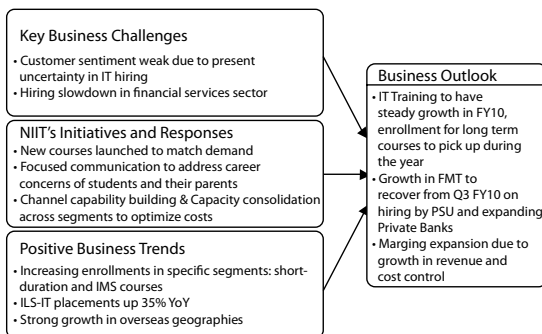 Key Business Challenges
• Customer sentiment weak due to present
uncertainty in IT hiring
• Hiring slowdown in financial services sector
NIIT's Initiatives and Responses
• New courses launched to match demand
• Focused communication to address career
concerns of students and their parents
• Channel capability building & Capacity consolidation
across segments to optimize costs
Positive Business Trends
• Increasing enrollments in specific segments: short-
duration and IMS courses
• ILS-IT placements up 35% YoY
• Strong growth in overseas geographies
Business Outlook
• IT Training to have
steady growth in FY10,
enrollment for long term
courses to pick up during
the year
• Growth in FMT to
recover from Q3 FY10 on
hiring by PSU and expanding
Private Banks
• Marging expansion due to
growth in revenue and
cost control